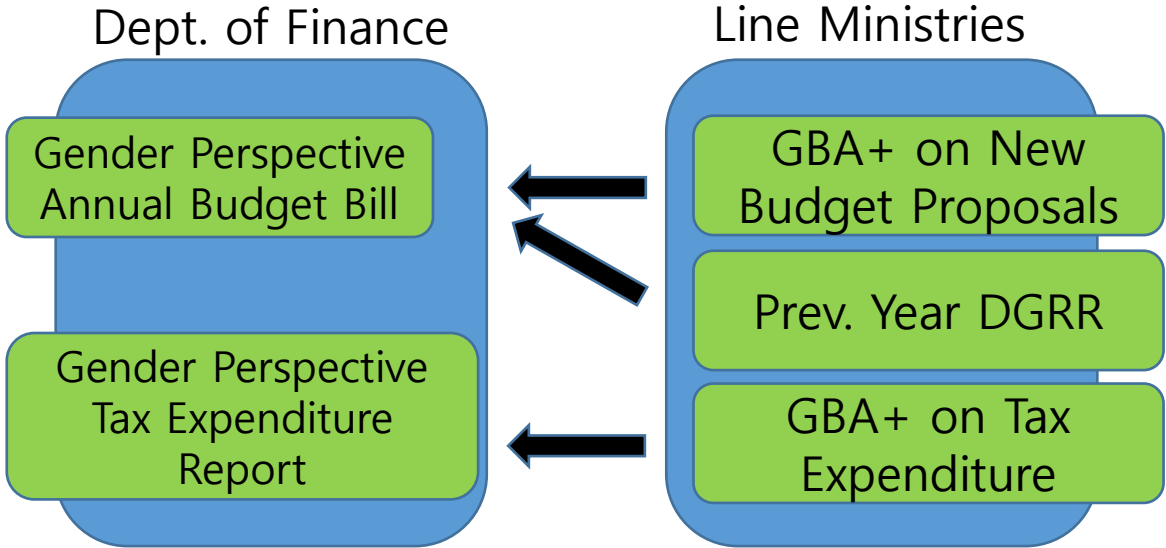 Dept. of Finance
Gender Perspective
Annual Budget Bill
Gender Perspective
Tax Expenditure
Report
Line Ministries
GBA+ on New
Budget Proposals
Prev. Year DGRR
GBA+ on Tax
Expenditure